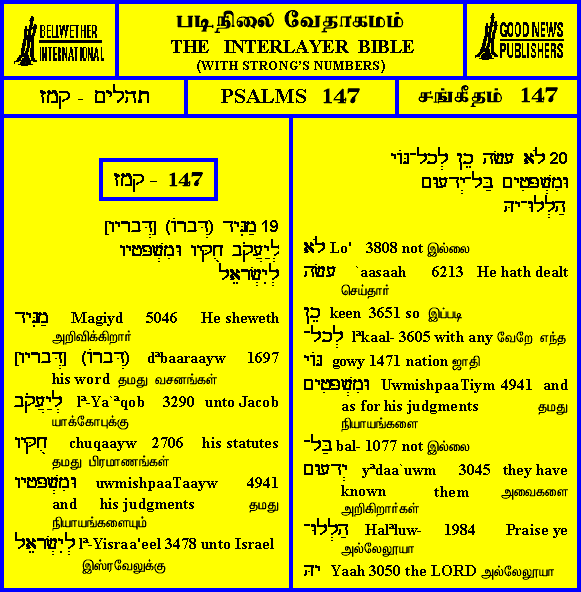 BELLWETHER
INTERNATIONAL
படிநிலை வேதாகமம்
THE INTERLAYER BIBLE
(WITH STRONG'S NUMBERS)
GOOD NEWS
PUBLISHERS
תהלים - קמז
PSALMS 147
சங்கீதம் 147
קמז - 147
19 מַגִּיד (דְּבָרוֹ) [דְּבָרָיו]
לְיַעֲקֹב חֻקָּיו וּמִשְׁפָּטָיו
לְיִשְׂרָאֵל
מַגִּיד Magiyd 5046 He sheweth
அறிவிக்கிறார்
(דְּבָרוֹ) [דְּבָרָיו] dªbaaraayw 1697
his word தமது வசனங்கள்
לְיַעֲקֹב lª-Ya`ªqob 3290 unto Jacob
யாக்கோபுக்கு
חֻקָּיו chuqaayw 2706 his statutes
தமது பிரமாணங்கள்
וּמִשְׁפָּטָיו uwmishpaaTaayw 4941
and his judgments தமது
நியாயங்களையும்
לְיִשְׂרָאֵל lª-Yisraa'eel 3478 unto Israel
இஸ்ரவேலுக்கு
20 לֹא עָשָׂה כֵן לְכָל־גּוֹי
וּמִשְׁפָּטִים בַּל־יְדָעוּם
הַלְלוּ־יָהּ
לֹא Lo' 3808 not இல்லை
עָשָׂה `aasaah 6213 He hath dealt
செய்தார்
כֵן keen 3651 so இப்படி
לְכָל־ lªkaal- 3605 with any வேறே எந்த
גּוֹי gowy 1471 nation ஜாதி
וּמִשְׁפָּטִים UwmishpaaTiym 4941 and
as for his judgments தமது
நியாயங்களை
בַּל־ bal- 1077 not இல்லை
יְדָעוּם yªdaa`uwm 3045 they have
known them அவைகளை
அறிகிறார்கள்
הַלְלוּ־ Halªluw- 1984 Praise ye
அல்லேலூயா
יָהּ Yaah 3050 the LORD அல்லேலூயா